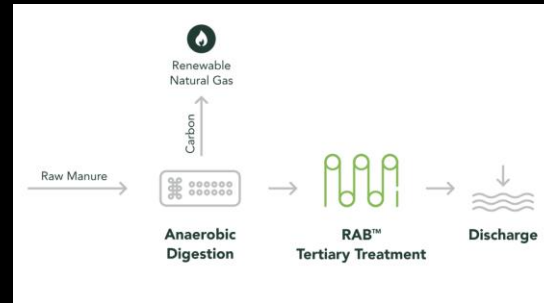 Renewable
Natural Gas
Carbon
Raw Manure
Anaerobic
Digestion
RAB™
Tertiary Treatment
Discharge